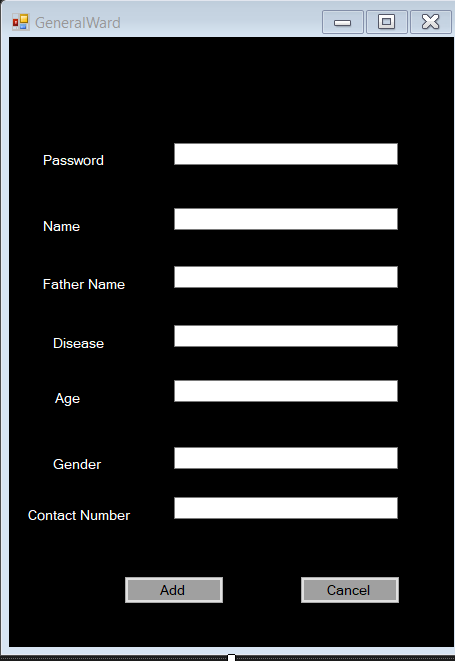 GeneralWard
Password
Name
Father Name
Disease
Age
Gender
Contact Number
Add Cancel